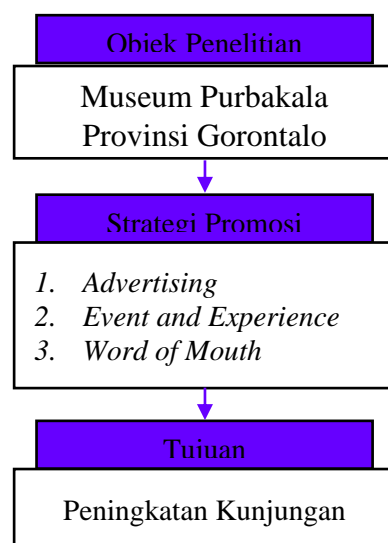 Objek Penelitian
Museum Purbakala
Provinsi Gorontalo
Strategi Promosi
1. Advertising
2. Event and Experience
3. Word of Mouth
Tujuan
Peningkatan Kunjungan